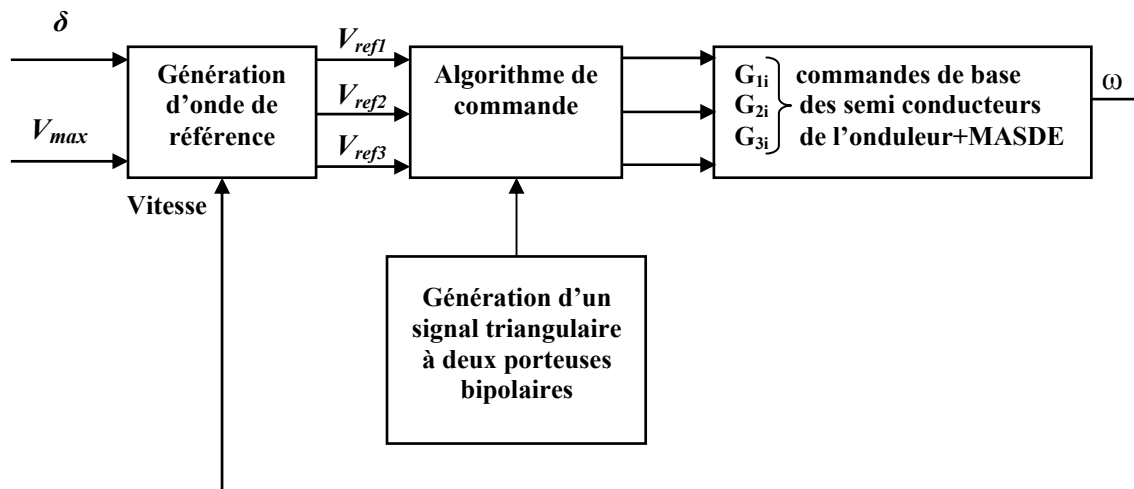 δ
V_max
Génération
d’onde de
référence
V_ref1
V_ref2
V_ref3
Algorithme de
commande
G_1i commandes de base
G_2i des semi conducteurs
G_3i de l’onduleur+MASDE
ω
Vitesse
Génération d’un
signal triangulaire
à deux porteuses
bipolaires